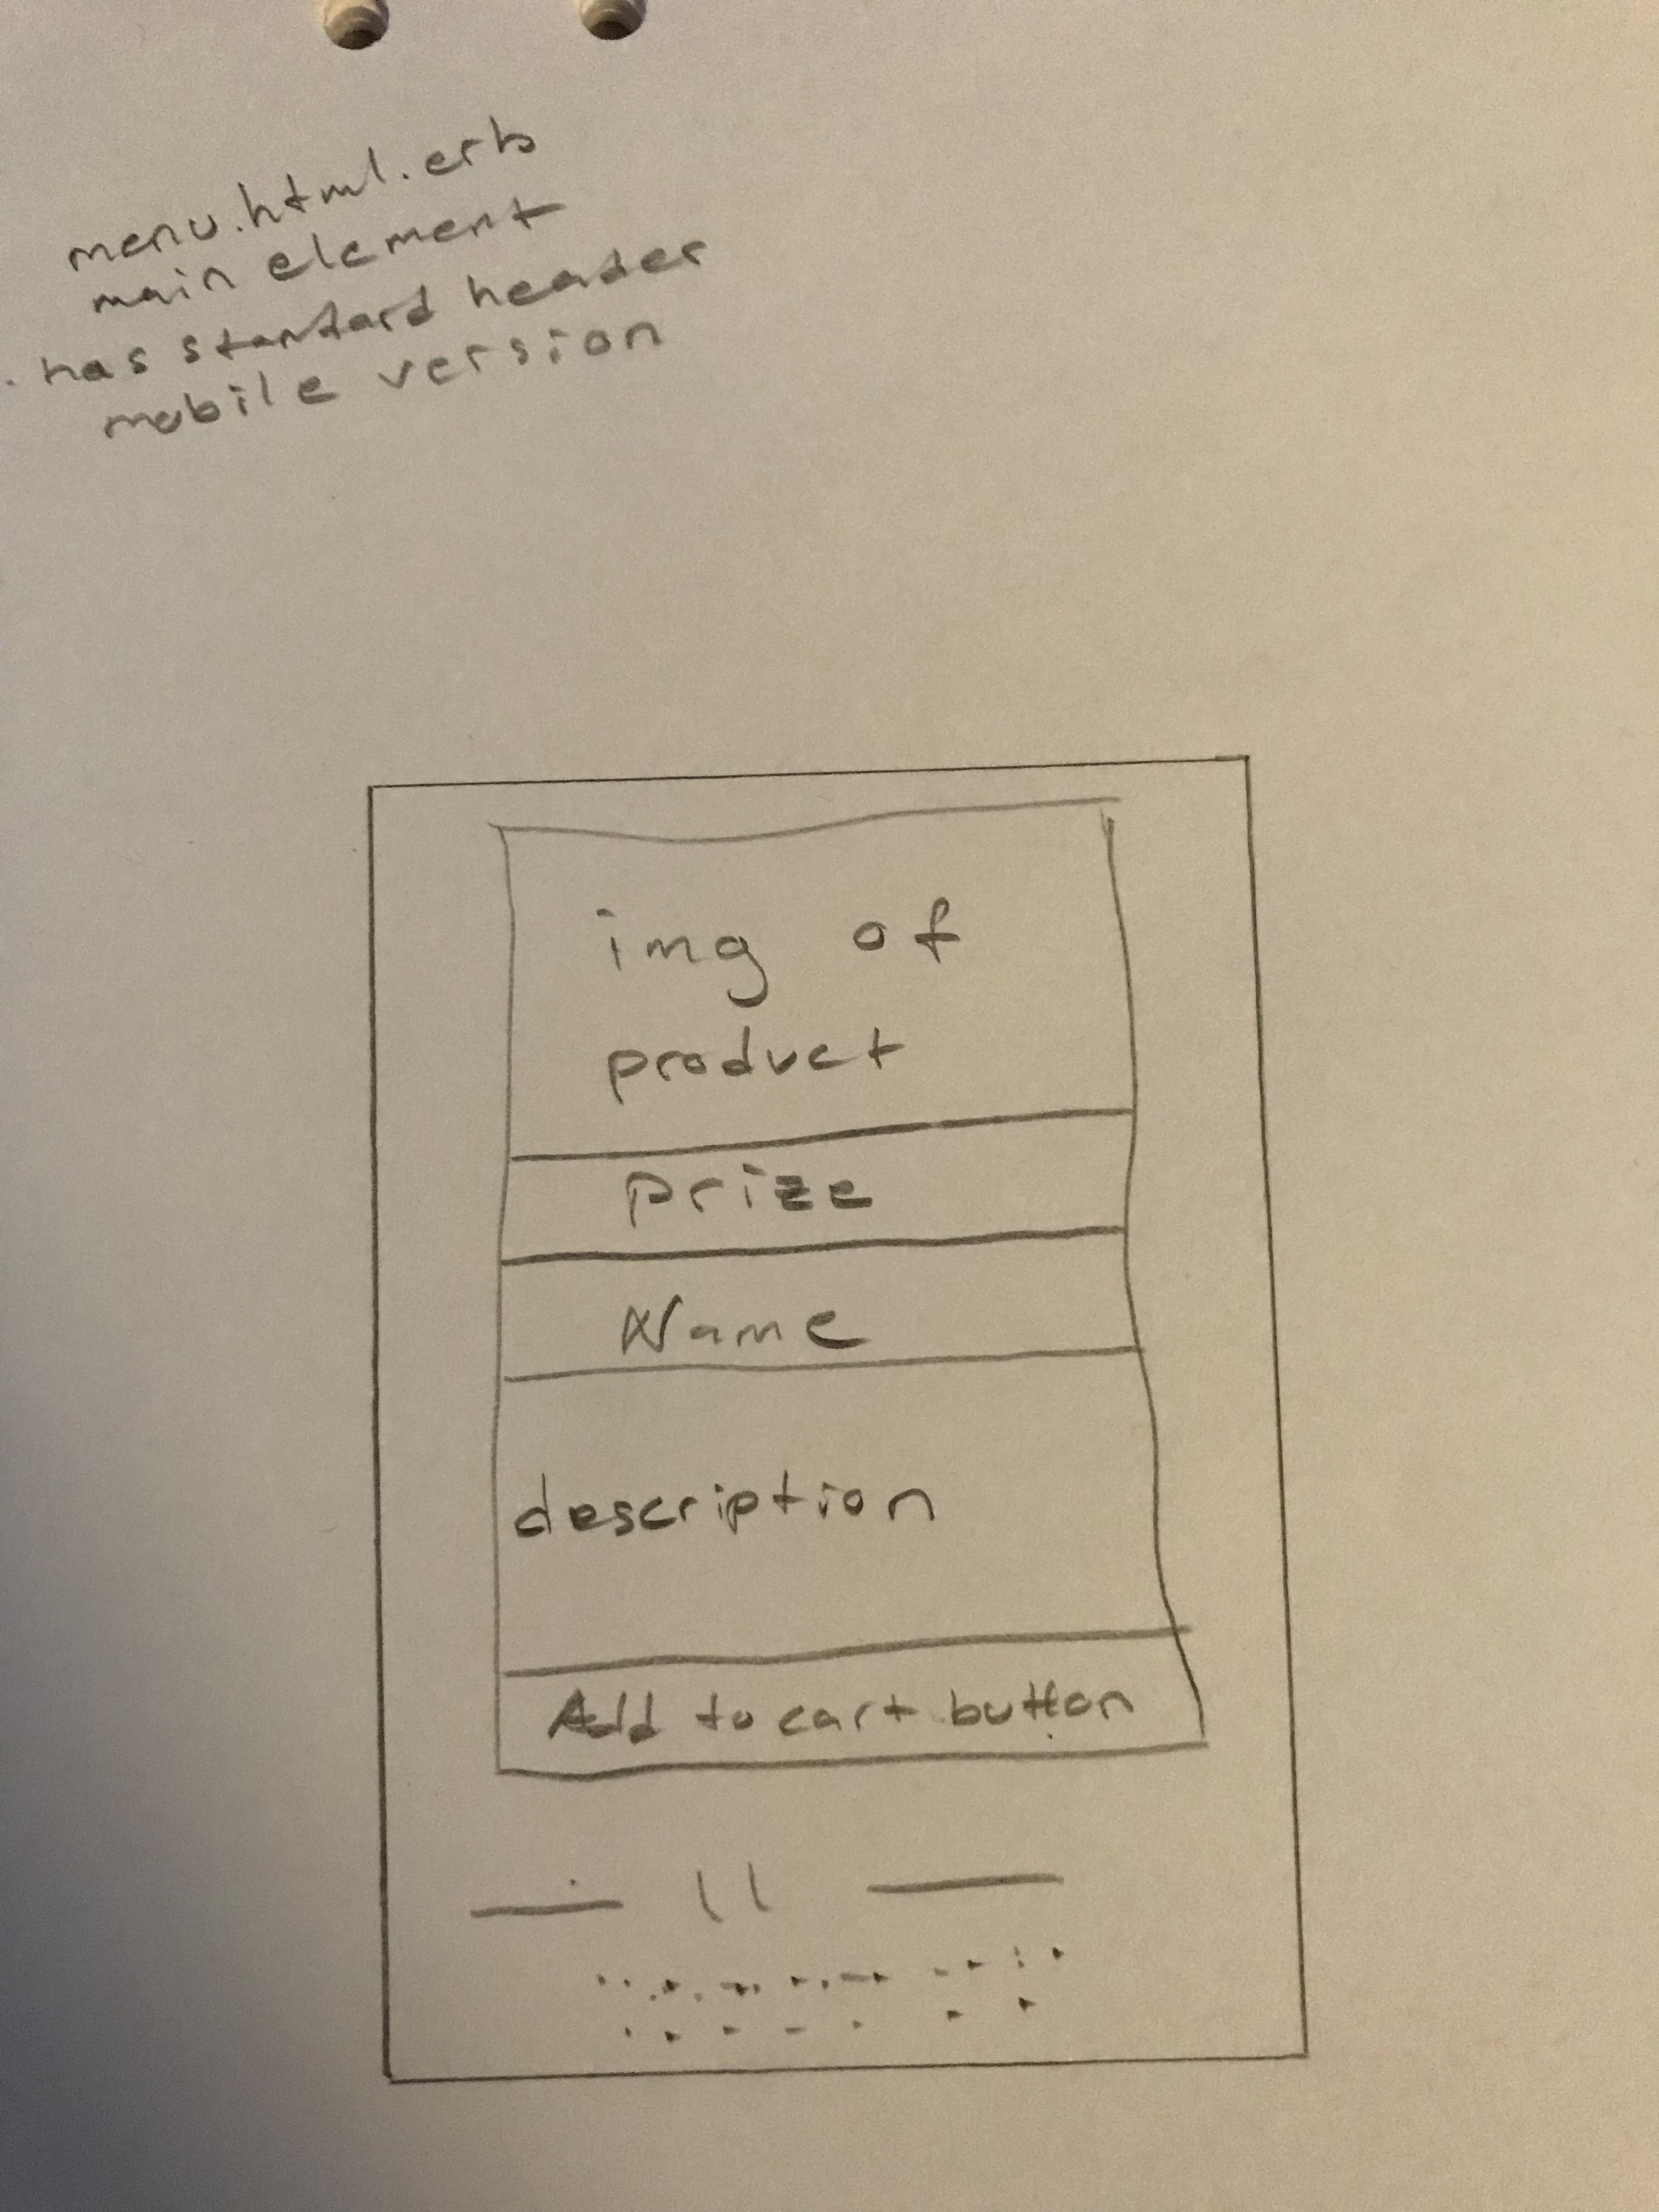 menu.html.erb
main element
has standard header
mobile version
img of
product
prize
Name
description
Add to cart button